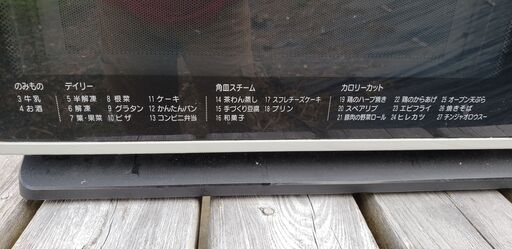 のみもの
3 牛乳
4 お酒
デイリー
5 半解凍 8 根菜 11 ケーキ
6 解凍 9 グラタン 12 かんたんパン
7 葉・果菜 10 ピザ 13 コンビニ弁当
角皿スチーム
14 茶わん蒸し 17 スフレチーズケーキ
15 手づくり豆腐 18 プリン
16 和菓子
カロリーカット
19 鶏のハーブ焼き 22 鶏のからあげ 25 オーブン天ぷら
20 スペアリブ 23 エビフライ 26 焼きそば
21 豚肉の野菜ロール 24 ヒレカツ 27 チンジャオロウスー